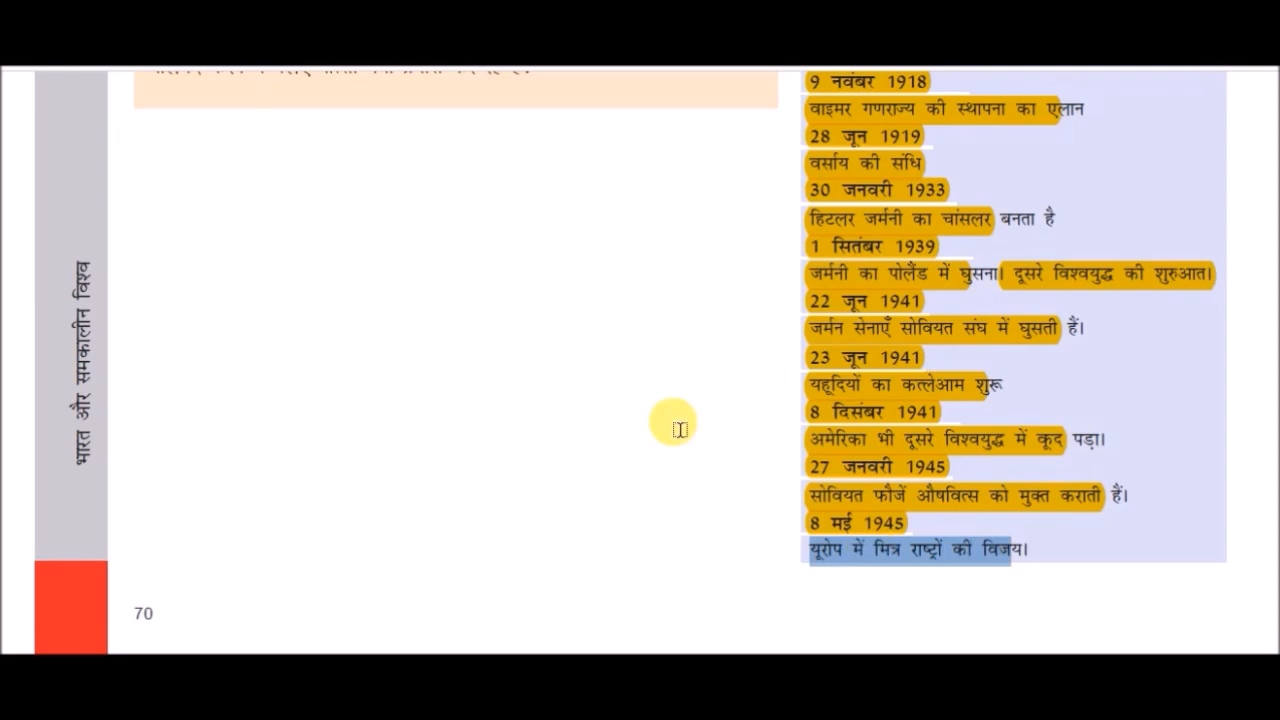 9 नवंबर 1918
वाइमर गणराज्य की स्थापना का एलान
28 जून 1919
वर्साय की संधि
30 जनवरी 1933
हिटलर जर्मनी का चांसलर बनता है
1 सितंबर 1939
जर्मनी का पोलैंड में घुसना। दूसरे विश्वयुद्ध की शुरुआत।
22 जून 1941
जर्मन सेनाएँ सोवियत संघ में घुसती हैं।
23 जून 1941
यहूदियों का कत्लेआम शुरू
8 दिसंबर 1941
अमेरिका भी दूसरे विश्वयुद्ध में कूद पड़ा।
27 जनवरी 1945
सोवियत फौजें औषवित्स को मुक्त कराती हैं।
8 मई 1945
यूरोप में मित्र राष्ट्रों की विजय।
भारत और समकालीन विश्व
70